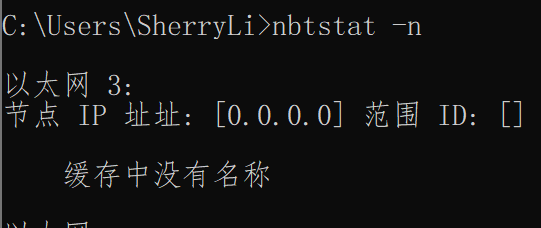 C:\Users\SherryLi>nbtstat -n
以太网 3:
节点 IP 址址: [0.0.0.0] 范围 ID: []
缓存中没有名称